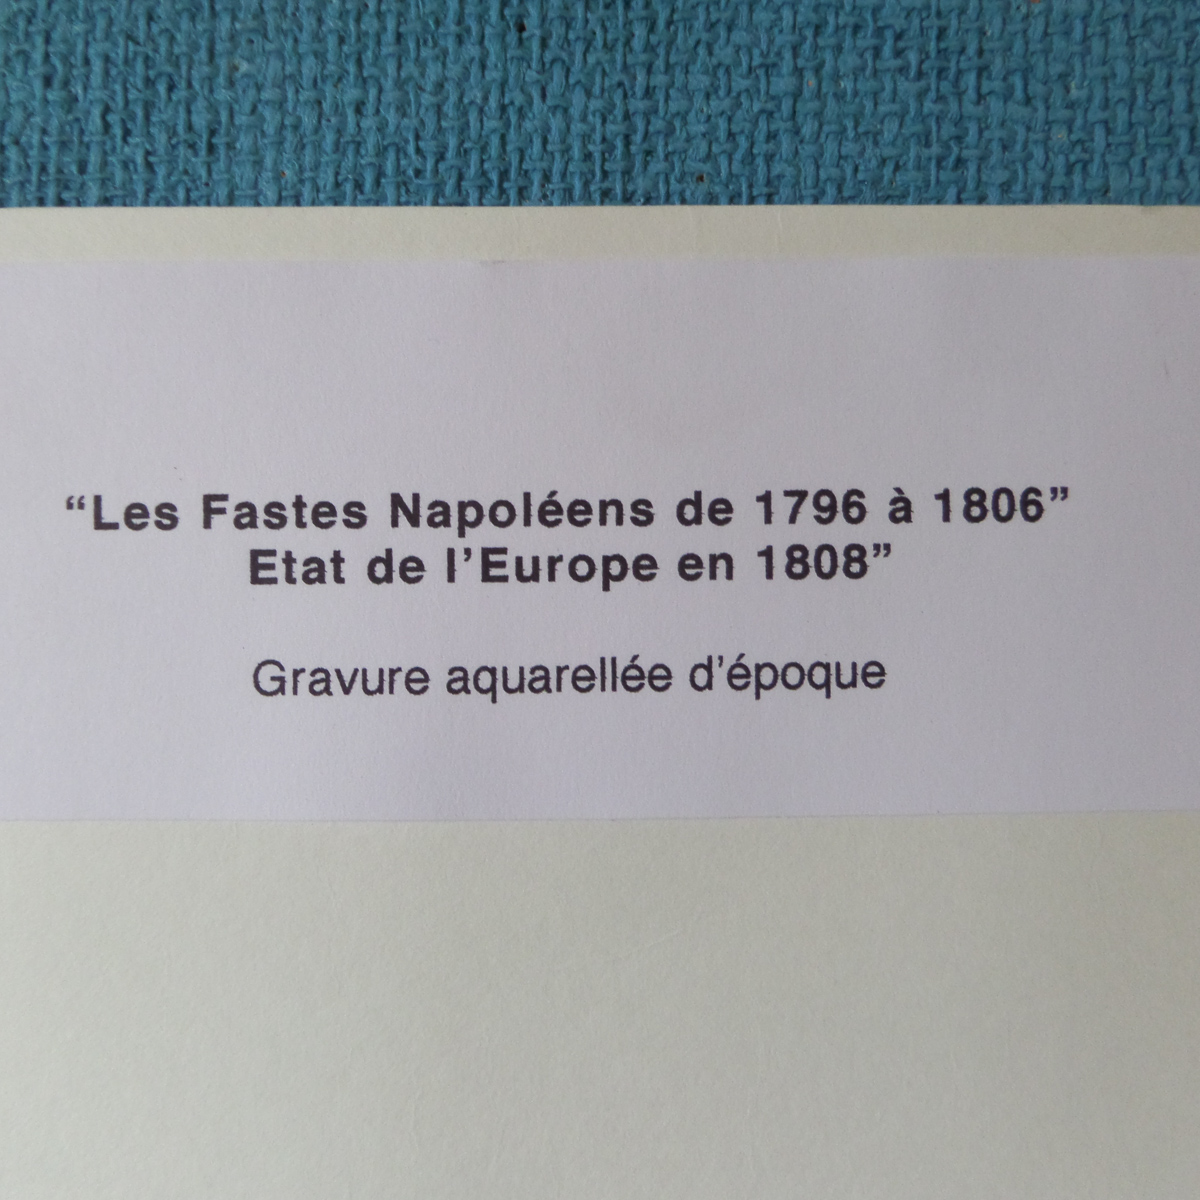 “Les Fastes Napoléens de 1796 à 1806”
Etat de l’Europe en 1808”
Gravure aquarellée d’époque